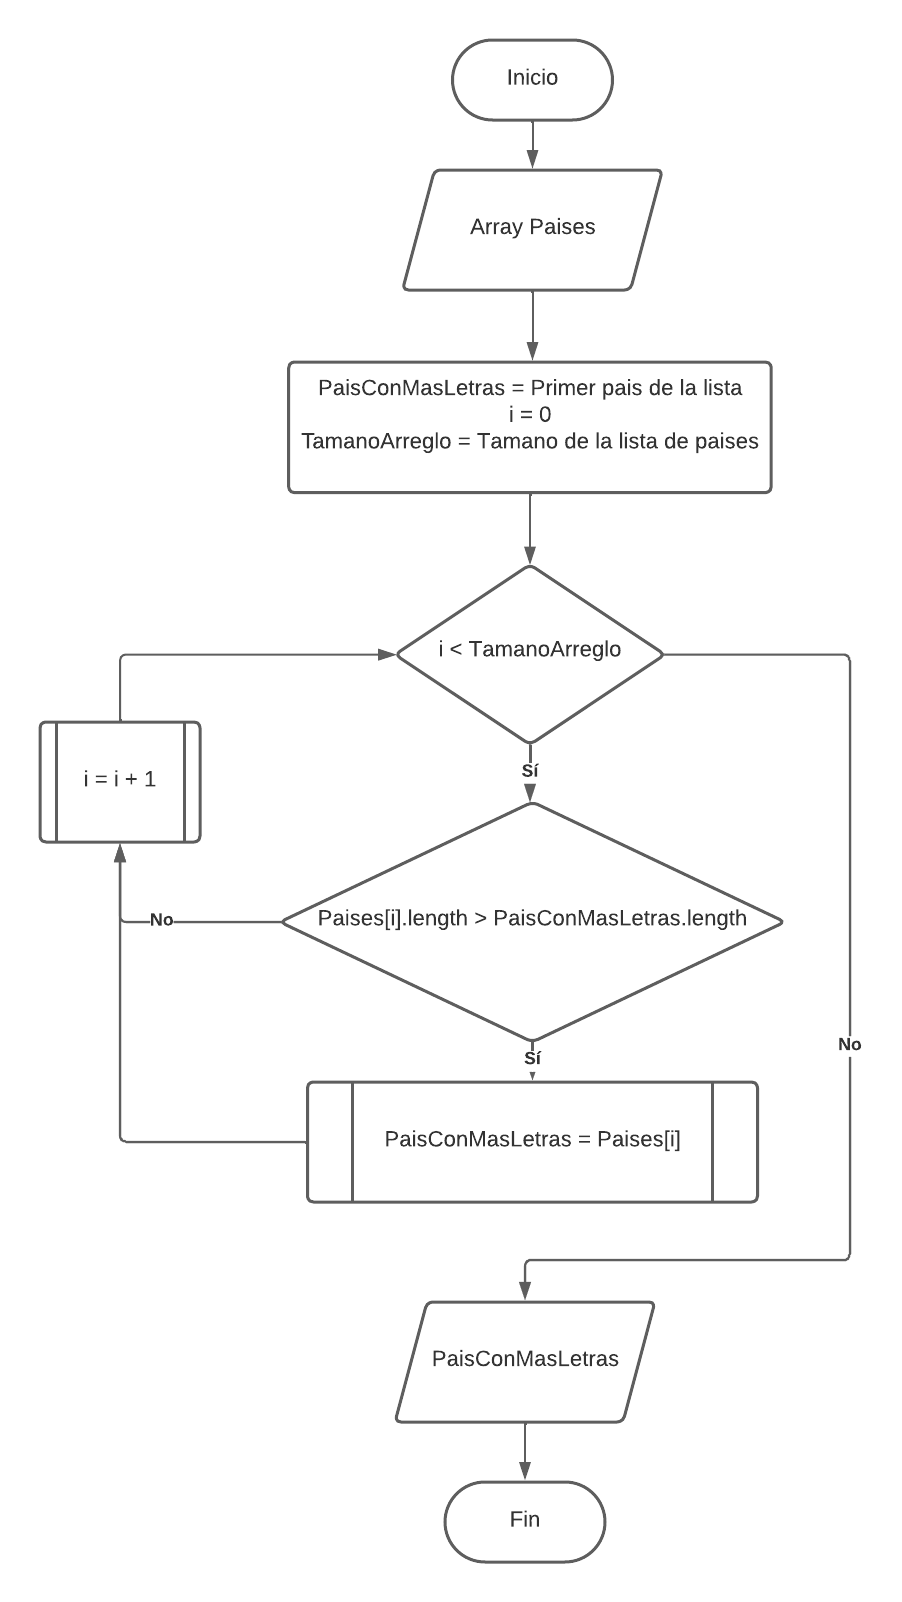 Inicio
Array Paises
PaisConMasLetras = Primer pais de la lista
i = 0
TamanoArreglo = Tamano de la lista de paises
i < TamanoArreglo
Sí
i = i + 1
Paises[i].length > PaisConMasLetras.length
No
Sí
No
PaisConMasLetras = Paises[i]
PaisConMasLetras
Fin